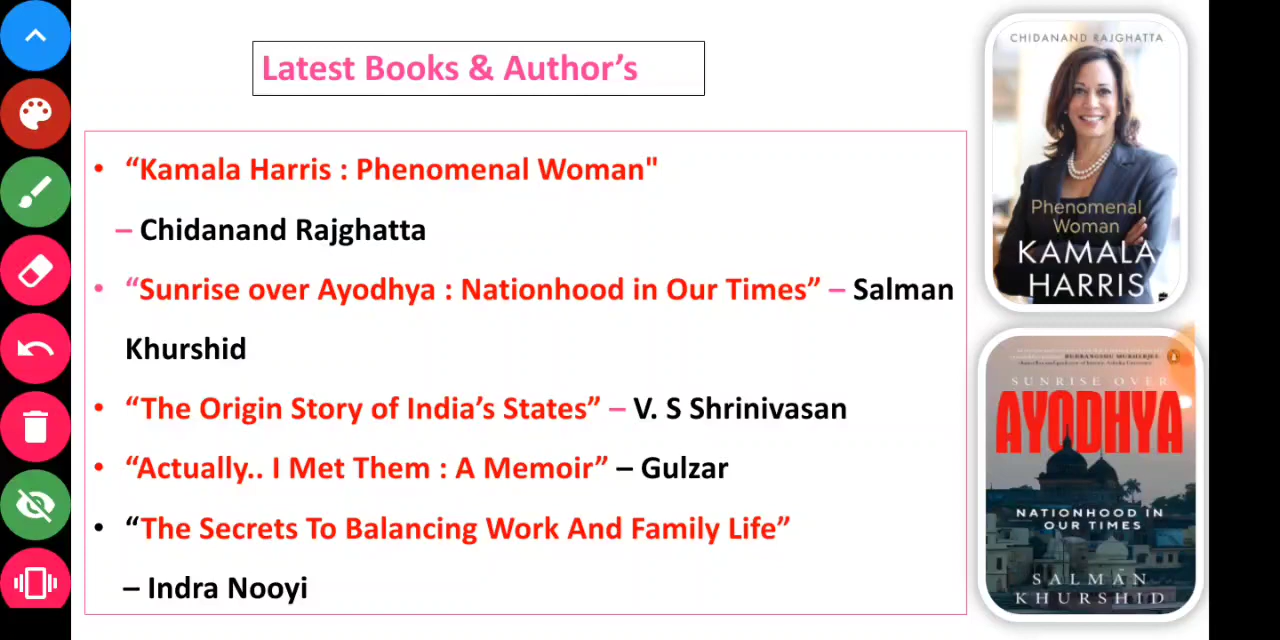 Latest Books & Author's
• “Kamala Harris : Phenomenal Woman"
– Chidanand Rajghatta
• “Sunrise over Ayodhya : Nationhood in Our Times” – Salman
Khurshid
• “The Origin Story of India’s States” – V. S Shrinivasan
• “Actually.. I Met Them : A Memoir” – Gulzar
• “The Secrets To Balancing Work And Family Life”
– Indra Nooyi
CHIDANAND RAJGHATTA
Phenomenal
Woman
KAMALA
HARRIS
SUNRISE OVER
AYODHYA
NATIONHOOD IN
OUR TIMES
SALMAN
KHURSHID